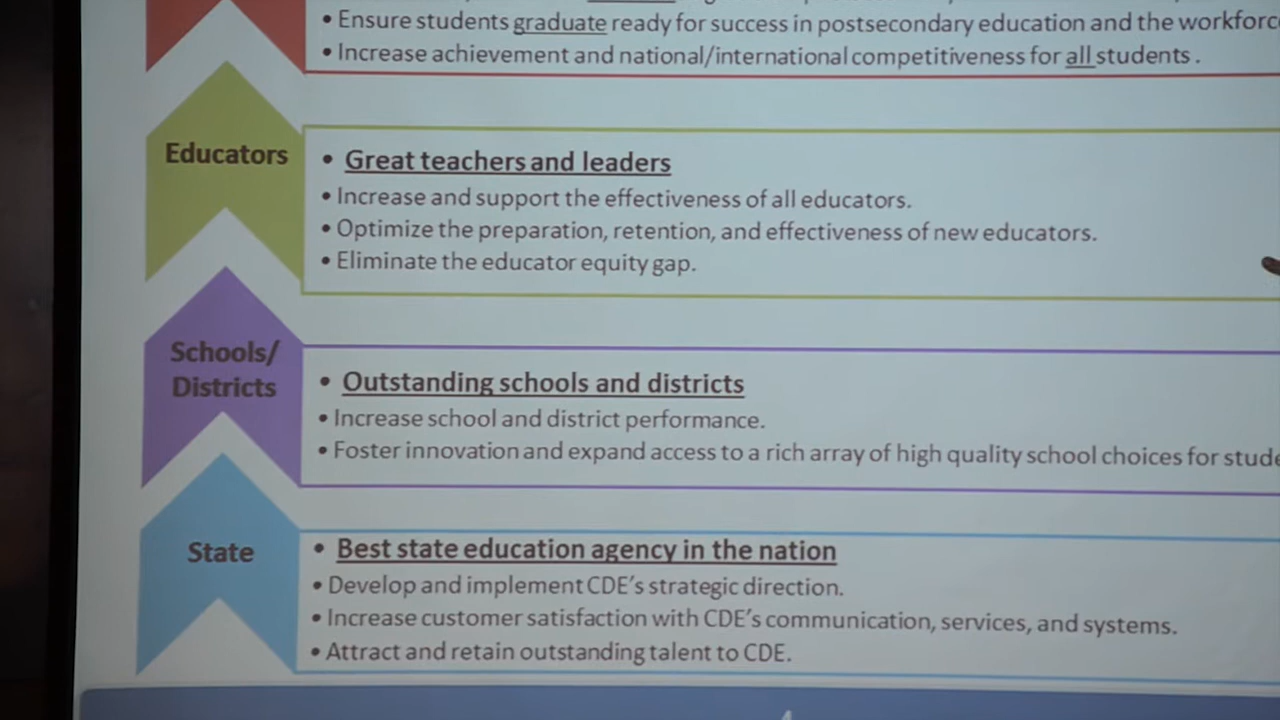 • Ensure students graduate ready for success in postsecondary education and the
• Increase achievement and national/international competitiveness for all students.
Educators
• Great teachers and leaders
• Increase and support the effectiveness of all educators.
• Optimize the preparation, retention, and effectiveness of new educators.
• Eliminate the educator equity gap.
Schools/
Districts
• Outstanding schools and districts
• Increase school and district performance.
• Foster innovation and expand access to a rich array of high quality school choices for
State
• Best state education agency in the nation
• Develop and implement CDE's strategic direction.
• Increase customer satisfaction with CDE's communication, services, and systems.
• Attract and retain outstanding talent to CDE.